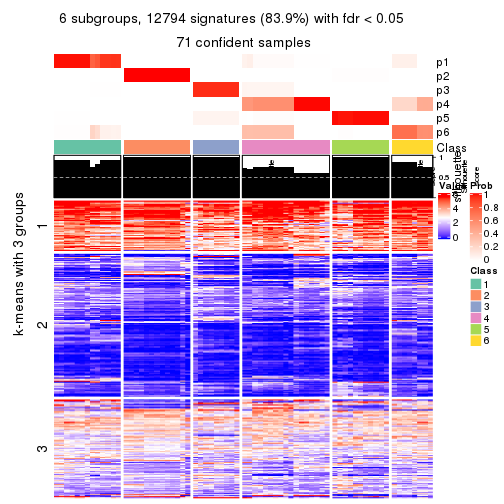 6 subgroups, 12794 signatures (83.9%) with fdr < 0.05
71 confident samples
p1
p2
p3
p4
p5
p6
Class
1
0.5
Silhouette
score
Prob
4
2
0
1
0.8
0.6
0.4
0.2
0
Class
1
2
3
4
5
6
k-means with 3 groups
1
2
3